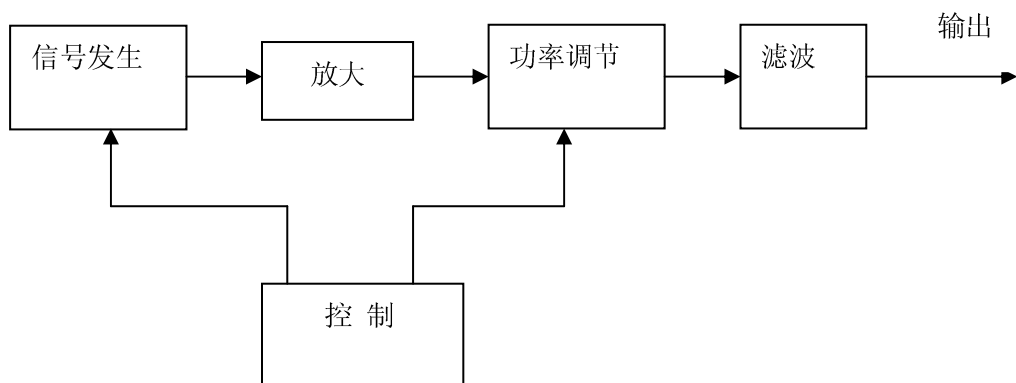 信号发生
放大
功率调节
滤波
输出
控 制